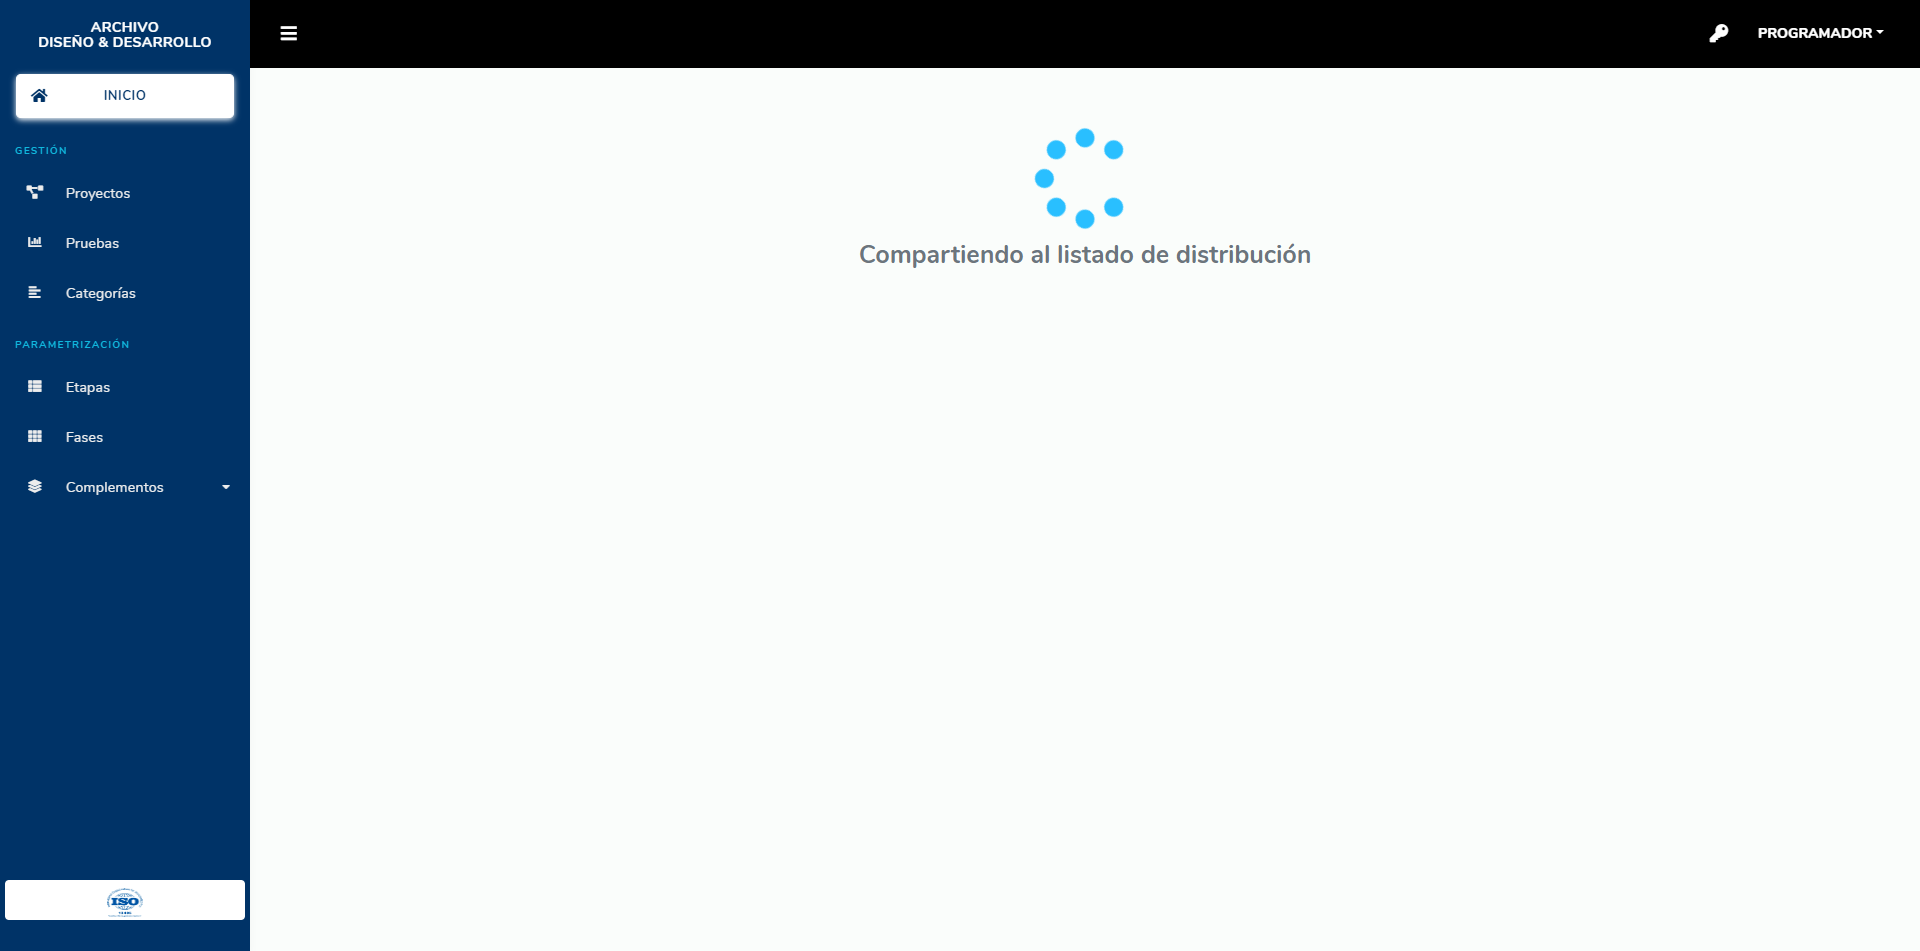 ARCHIVO
DISEÑO & DESARROLLO
INICIO
GESTIÓN
Proyectos
Pruebas
Categorías
PARAMETRIZACIÓN
Etapas
Fases
Complementos
ISO
PROGRAMADOR
Compartiendo al listado de distribución